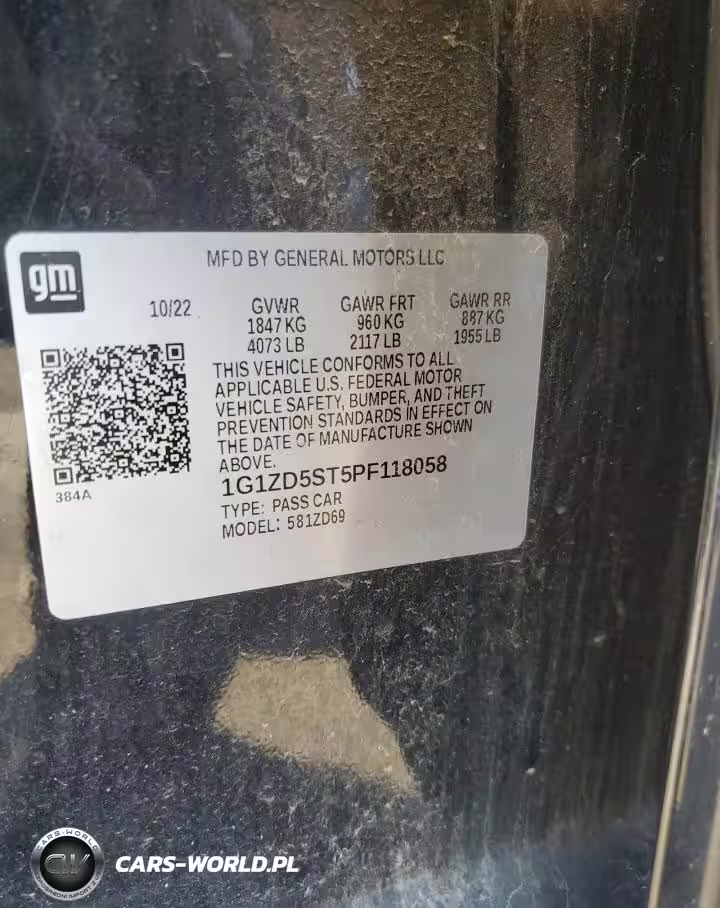 gm
MFD BY GENERAL MOTORS LLC
10/22
GVWR
1847 KG
4073 LB
GAWR FRT
960 KG
2117 LB
GAWR RR
887 KG
1955 LB
THIS VEHICLE CONFORMS TO ALL
APPLICABLE U.S. FEDERAL MOTOR
VEHICLE SAFETY, BUMPER, AND THEFT
PREVENTION STANDARDS IN EFFECT ON
THE DATE OF MANUFACTURE SHOWN
ABOVE.
384A
1G1ZD5ST5PF118058
TYPE: PASS CAR
MODEL: 581ZD69
CARS-WORLD
CW
CARS-WORLD.PL